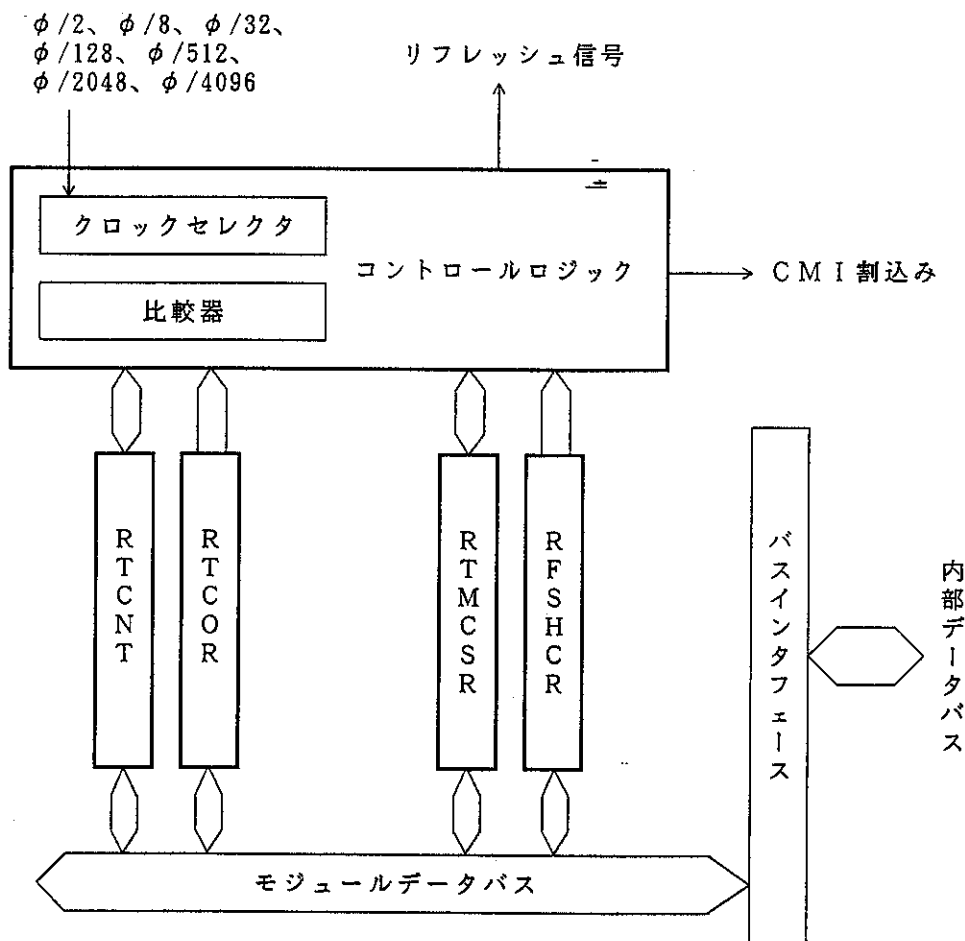 φ/2、φ/8、φ/32、
φ/128、φ/512、
φ/2048、φ/4096
リフレッシュ信号
クロックセレクタ
コントロールロジック
CMI割込み
比較器
RTCNT
RTCOR
RTMCSR
RFSHCR
バスインタフェース
内部データバス
モジュールデータバス